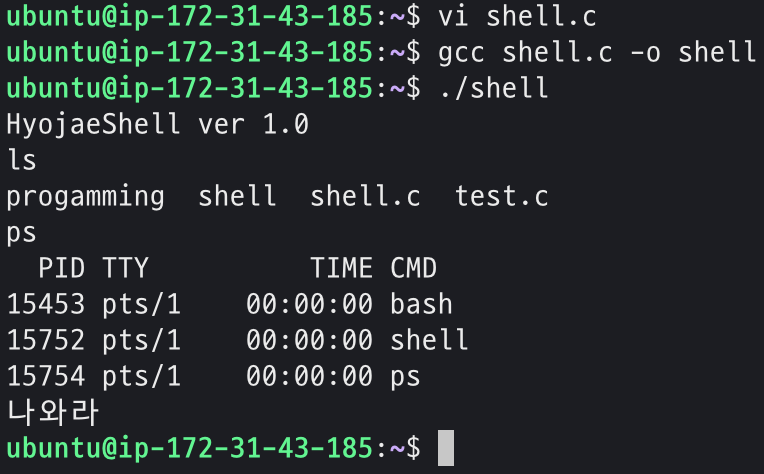 ubuntu@ip-172-31-43-185:~$ vi shell.c
ubuntu@ip-172-31-43-185:~$ gcc shell.c -o shell
ubuntu@ip-172-31-43-185:~$ ./shell
HyojaeShell ver 1.0
ls
progamming  shell  shell.c  test.c
ps
  PID TTY          TIME CMD
15453 pts/1    00:00:00 bash
15752 pts/1    00:00:00 shell
15754 pts/1    00:00:00 ps
나와라
ubuntu@ip-172-31-43-185:~$